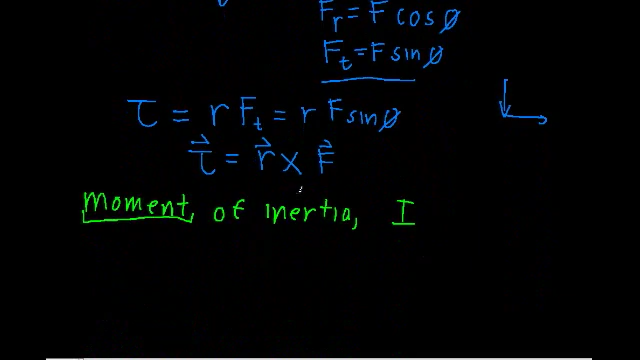 Fr = F cos ø
Ft = F sin ø
τ = r Ft = r F sin ø
τ⃗ = r⃗ x F⃗
Moment of inertia, I